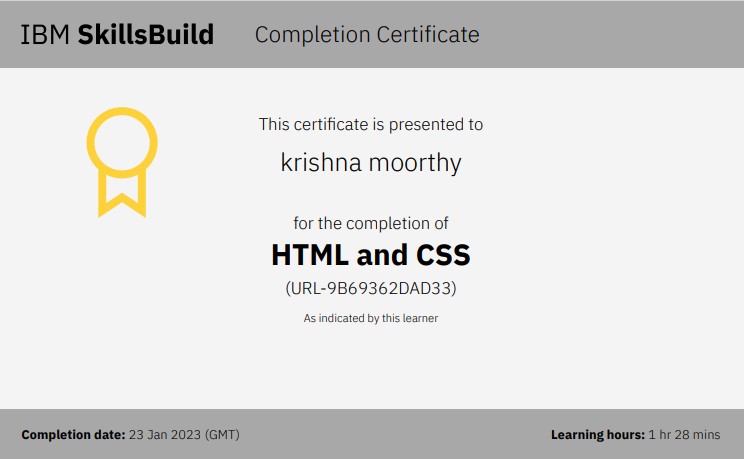 IBM SkillsBuild Completion Certificate
This certificate is presented to
krishna moorthy
for the completion of
HTML and CSS
(URL-9B69362DAD33)
As indicated by this learner
Completion date: 23 Jan 2023 (GMT) Learning hours: 1 hr 28 mins